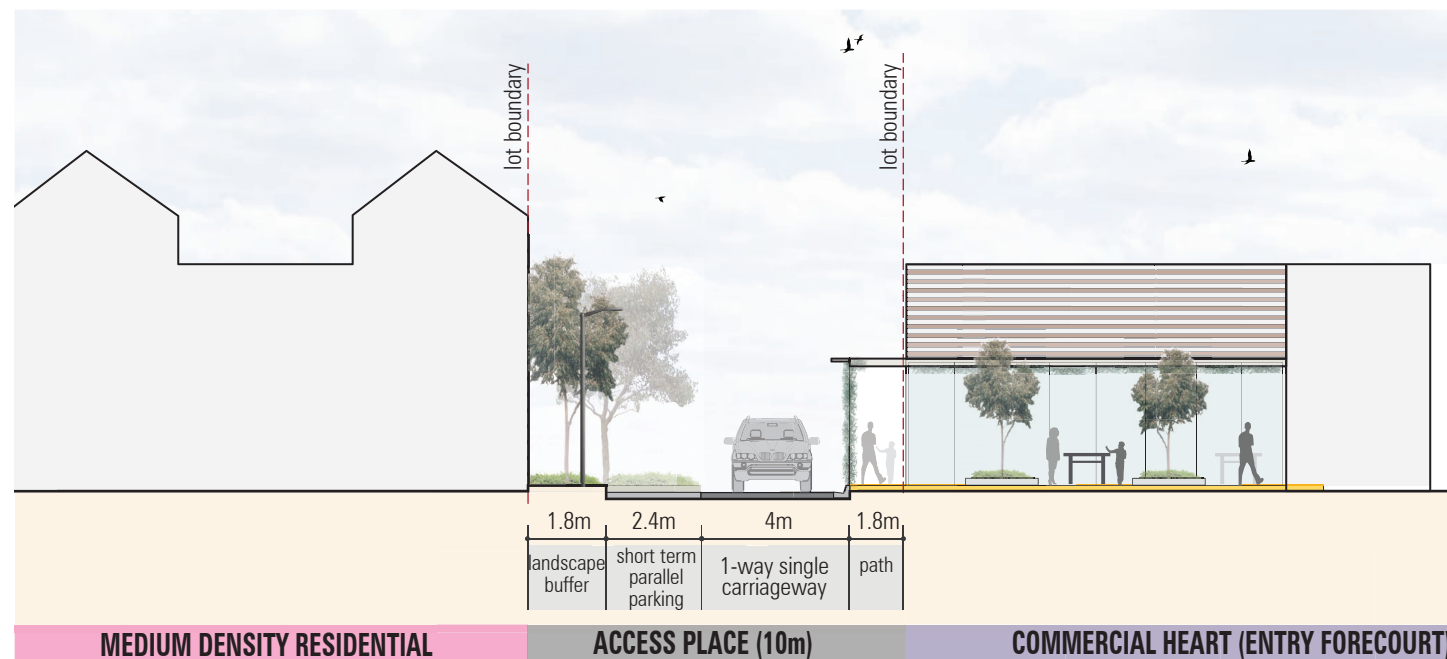 lot boundary
lot boundary
1.8m
2.4m
4m
1.8m
landscape
buffer
short term
parallel
parking
1-way single
carriageway
path
MEDIUM DENSITY RESIDENTIAL
ACCESS PLACE (10m)
COMMERCIAL HEART (ENTRY FORECOURT)